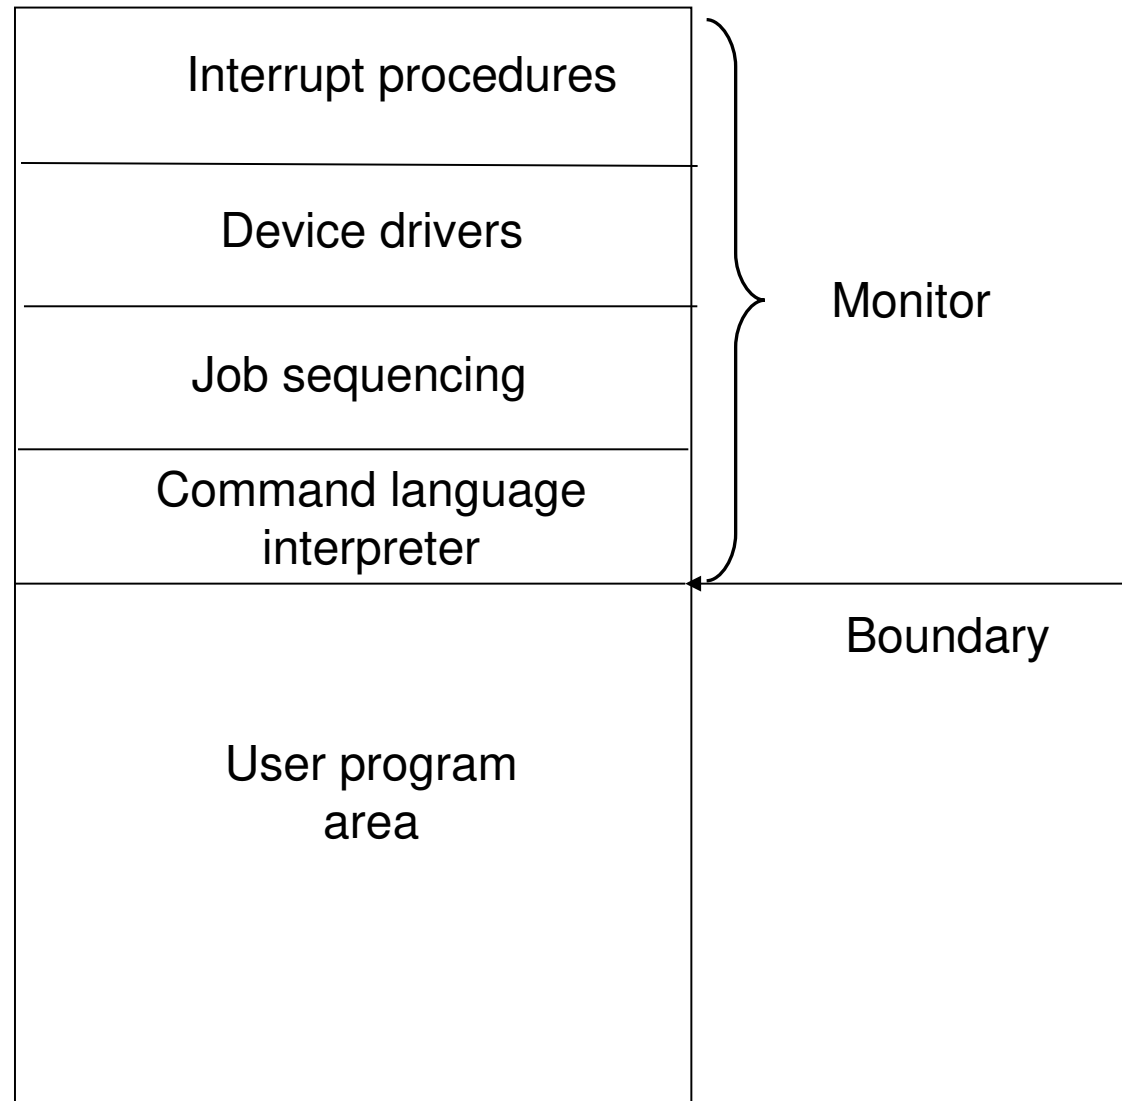 Interrupt procedures
Device drivers
Monitor
Job sequencing
Command language
interpreter
Boundary
User program
area